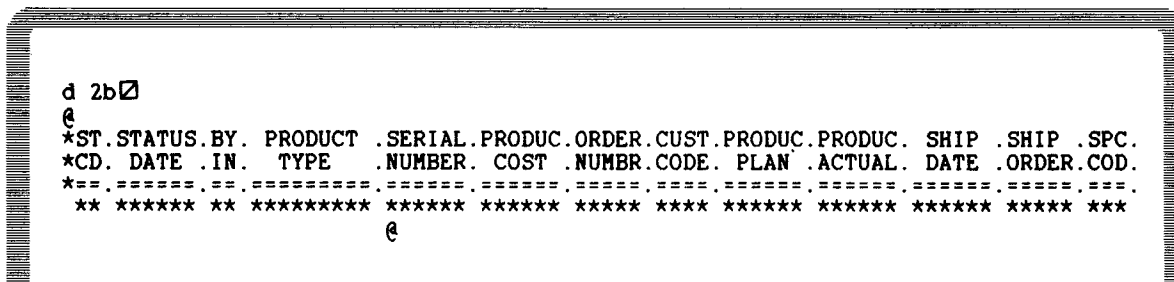 d 2b⍁
@
*ST.STATUS.BY. PRODUCT .SERIAL.PRODUC.ORDER.CUST.PRODUC.PRODUC. SHIP .SHIP .SPC.
*CD. DATE .IN.  TYPE   .NUMBER. COST .NUMBR.CODE. PLAN .ACTUAL. DATE .ORDER.COD.
*==.======.==.=========.======.======.=====.====.======.======.======.=====.===.
 ** ****** ** ********* ****** ****** ***** **** ****** ****** ****** ***** ***
                        @